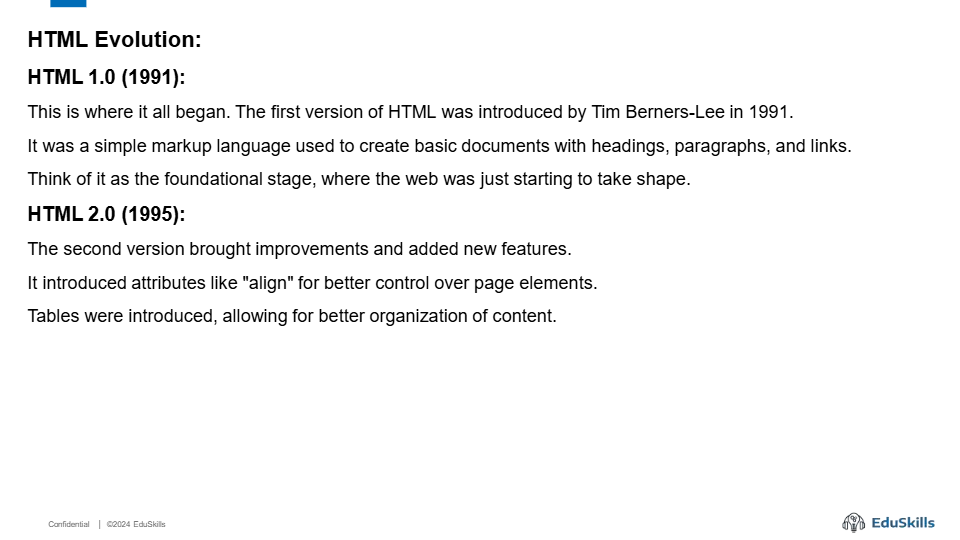 HTML Evolution:
HTML 1.0 (1991):
This is where it all began. The first version of HTML was introduced by Tim Berners-Lee in 1991.
It was a simple markup language used to create basic documents with headings, paragraphs, and links.
Think of it as the foundational stage, where the web was just starting to take shape.
HTML 2.0 (1995):
The second version brought improvements and added new features.
It introduced attributes like "align" for better control over page elements.
Tables were introduced, allowing for better organization of content.
Confidential | ©2024 EduSkills
EduSkills